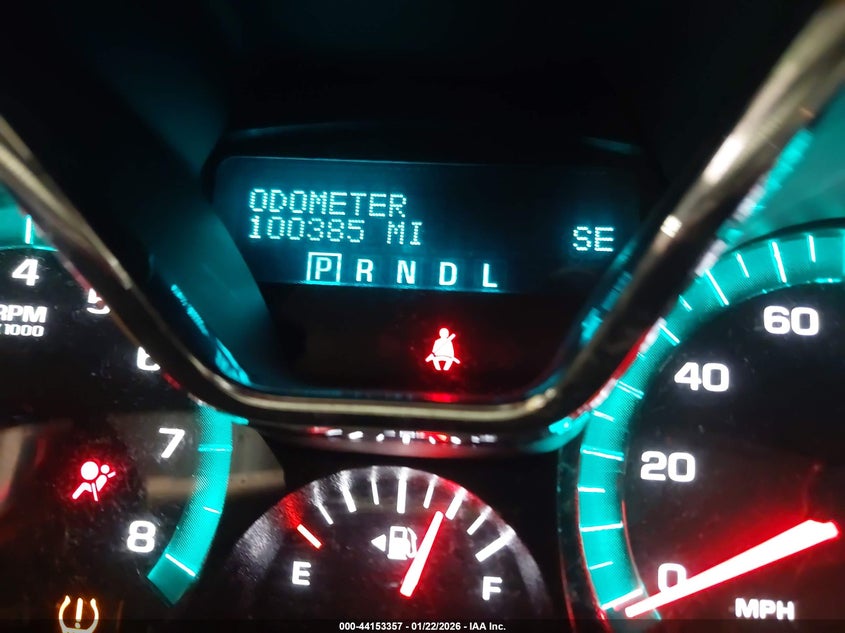 ODOMETER
100385 MI
SE
P R N D L
4
5
6
7
8
RPM
X 1000
E
F
60
40
20
0
MPH
000-44153357 - 01/22/2026 - IAA Inc.